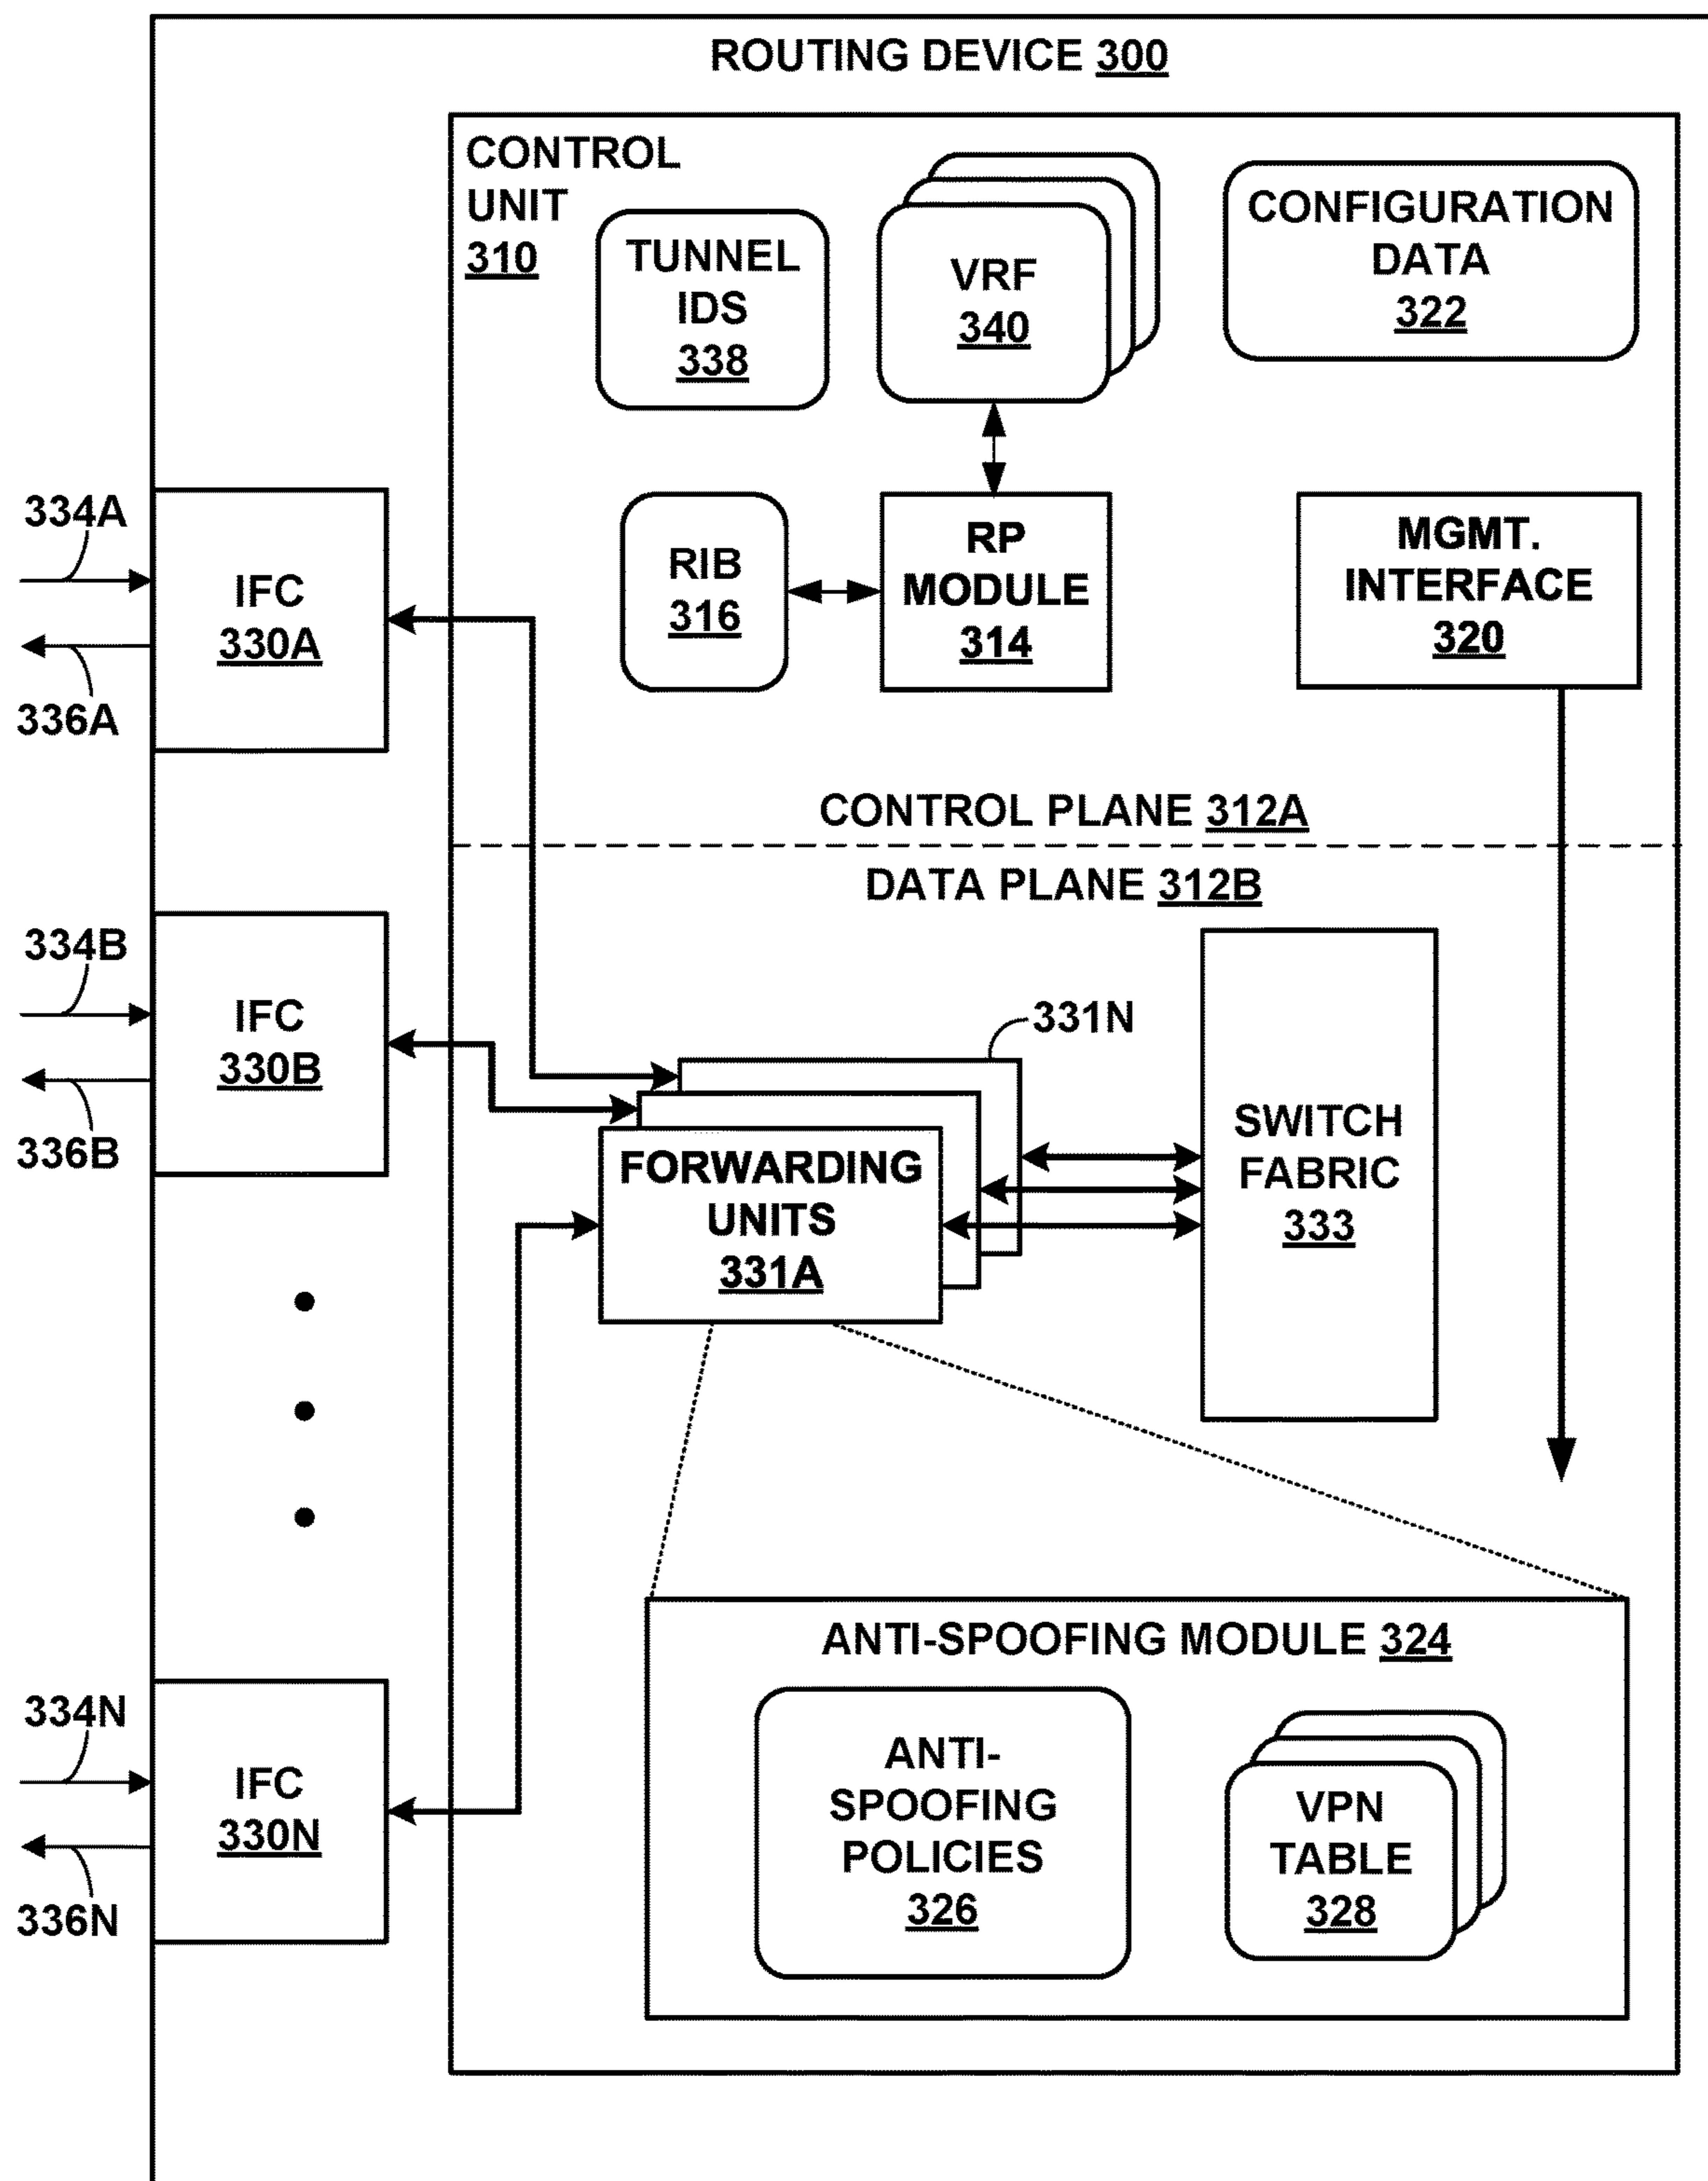 ROUTING DEVICE 300
CONTROL
UNIT
310
TUNNEL
IDS
338
VRF
340
CONFIGURATION
DATA
322
334A
336A
IFC
330A
RIB
316
RP
MODULE
314
MGMT.
INTERFACE
320
CONTROL PLANE 312A
DATA PLANE 312B
334B
336B
IFC
330B
331N
FORWARDING
UNITS
331A
SWITCH
FABRIC
333
ANTI-SPOOFING MODULE 324
334N
336N
IFC
330N
ANTI-
SPOOFING
POLICIES
326
VPN
TABLE
328